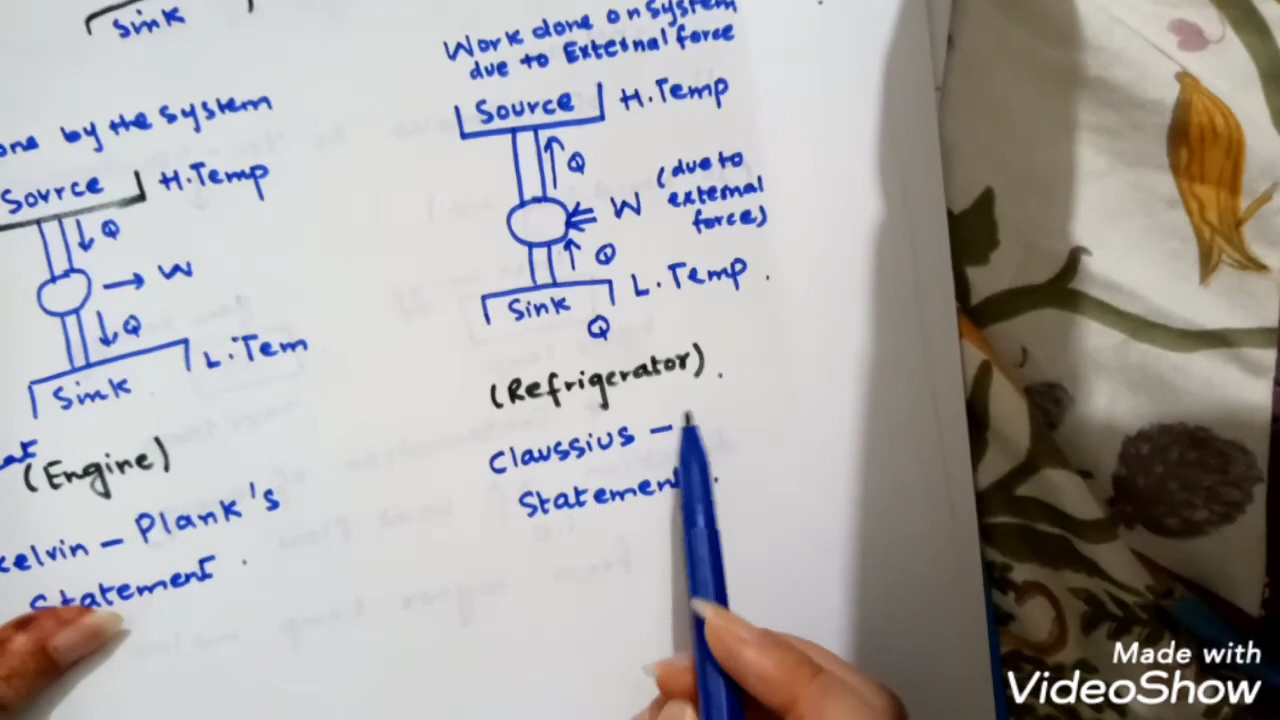 Sink
one by the System
Source
H.Temp
Q
W
Q
L.Tem
Sink
(Engine)
Kelvin - Plank's
Statement .
Work done on System
due to External force
Source
H.Temp
Q
W
(due to
external
force)
Q
L.Temp .
Sink
Q
(Refrigerator) .
Claussius -
Statement .
Made with
VideoShow